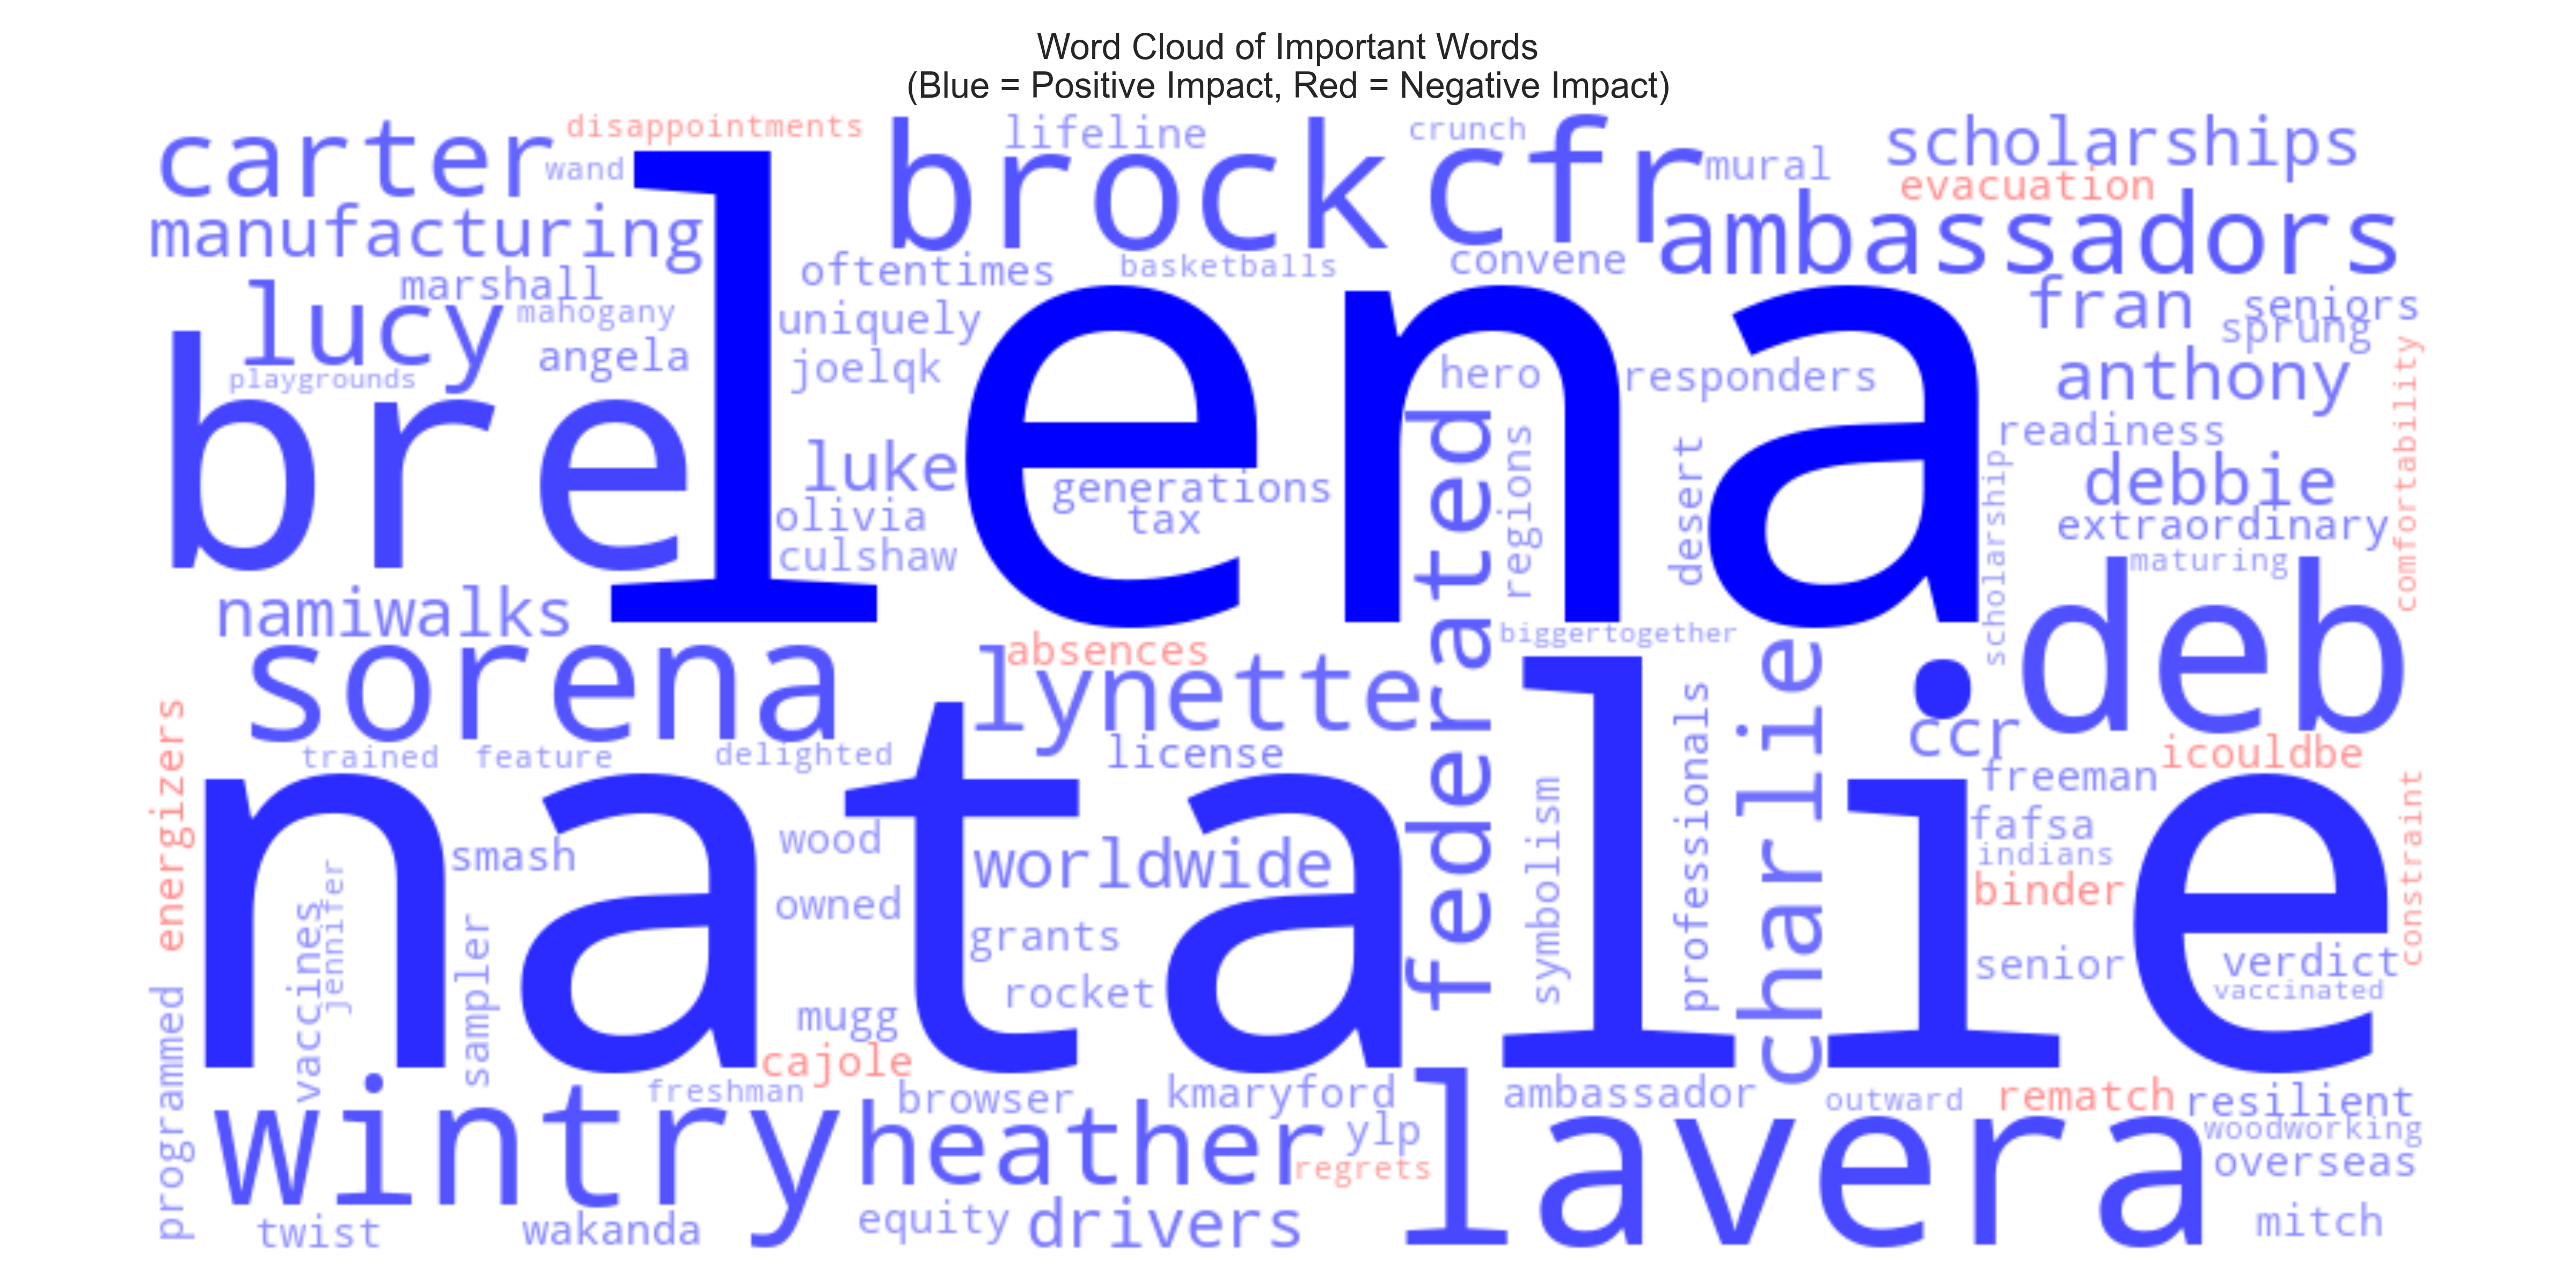 Word Cloud of Important Words
(Blue = Positive Impact, Red = Negative Impact)
carter
disappointments
wand
brock
lifeline
crunch
cfr
mural
scholarships
evacuation
ambassadors
manufacturing
lena
oftentimes
basketballs
convene
marshall
lucy
mahogany
uniquely
fran
seniors
sprung
angela
joelqk
hero
responders
anthony
playgrounds
bre
comfortability
luke
generations
tax
federated
regions
desert
readiness
scholarship
debbie
olivia
culshaw
extraordinary
maturing
deb
namiwalks
biggertogether
sorena
absences
lynette
charlie
ccr
icouldbe
energizers
trained
feature
delighted
license
professionals
freeman
natalie
constraint
smash
wood
worldwide
symbolism
fafsa
indians
binder
vaccines
jennifer
sampler
owned
grants
senior
verdict
vaccinated
programmed
mugg
rocket
cajole
wintry
freshman
browser
kmaryford
ambassador
outward
rematch
resilient
heather
ylp
regrets
lavera
woodworking
overseas
twist
wakanda
equity
drivers
mitch